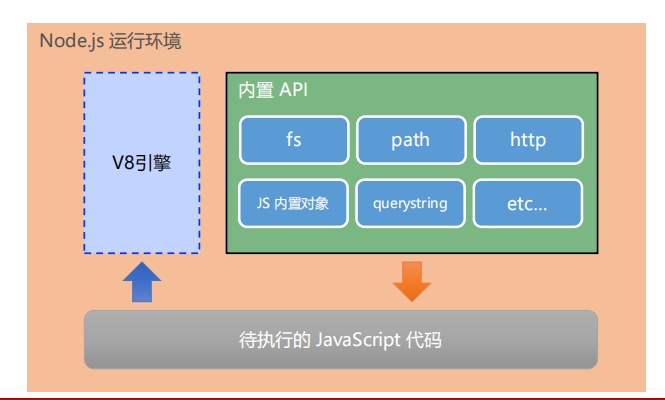 Node.js 运行环境
内置 API
V8引擎
fs
path
http
JS 内置对象
querystring
etc...
待执行的 JavaScript 代码